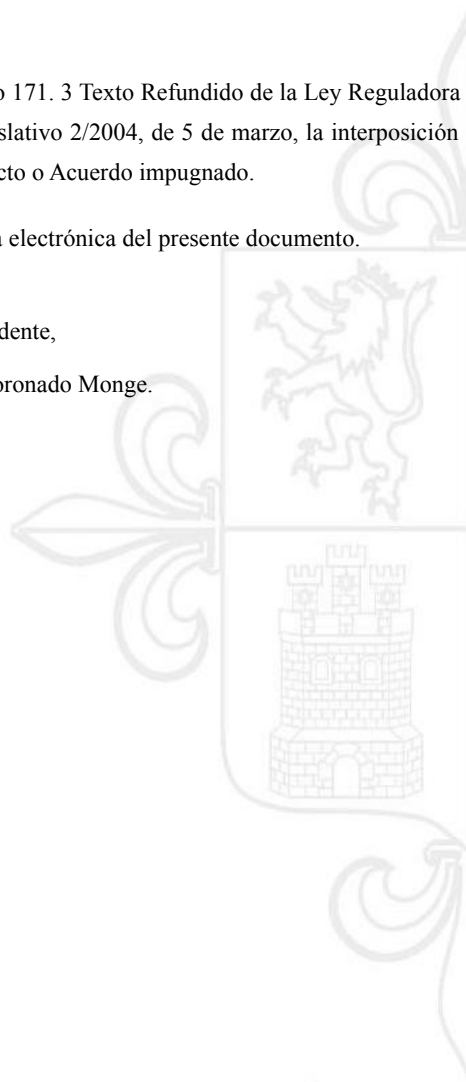 o 171. 3 Texto Refundido de la Ley Reguladora
slativo 2/2004, de 5 de marzo, la interposición
cto o Acuerdo impugnado.
a electrónica del presente documento.
dente,
oronado Monge.